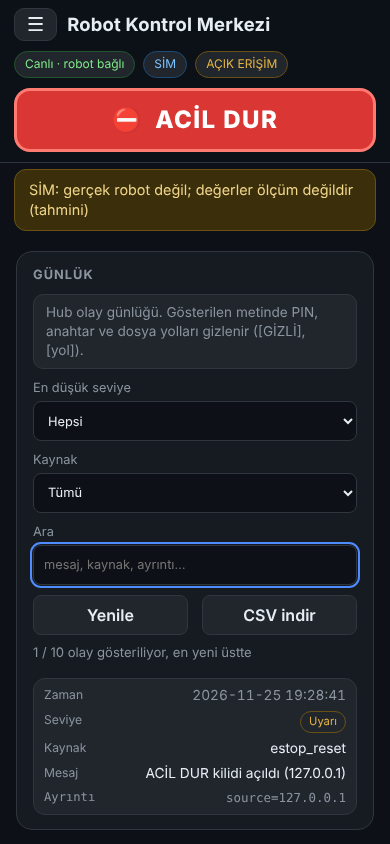 ☰ Robot Kontrol Merkezi
Canlı · robot bağlı SİM AÇIK ERİŞİM
⛔ ACİL DUR
SİM: gerçek robot değil; değerler ölçüm değildir
(tahmini)
GÜNLÜK
Hub olay günlüğü. Gösterilen metinde PIN,
anahtar ve dosya yolları gizlenir ([GİZLİ],
[yol]).
En düşük seviye
Hepsi
Kaynak
Tümü
Ara
mesaj, kaynak, ayrıntı...
Yenile CSV indir
1 / 10 olay gösteriliyor, en yeni üstte
Zaman 2026-11-25 19:28:41
Seviye Uyarı
Kaynak estop_reset
Mesaj ACİL DUR kilidi açıldı (127.0.0.1)
Ayrıntı source=127.0.0.1